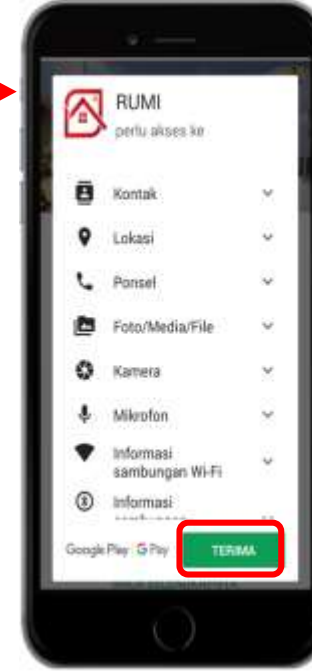 RUMI
perlu akses ke
Kontak
Lokasi
Ponsel
Foto/Media/File
Kamera
Mikrofon
Informasi
sambungan Wi-Fi
Informasi
Google Play G Pay TERIMA